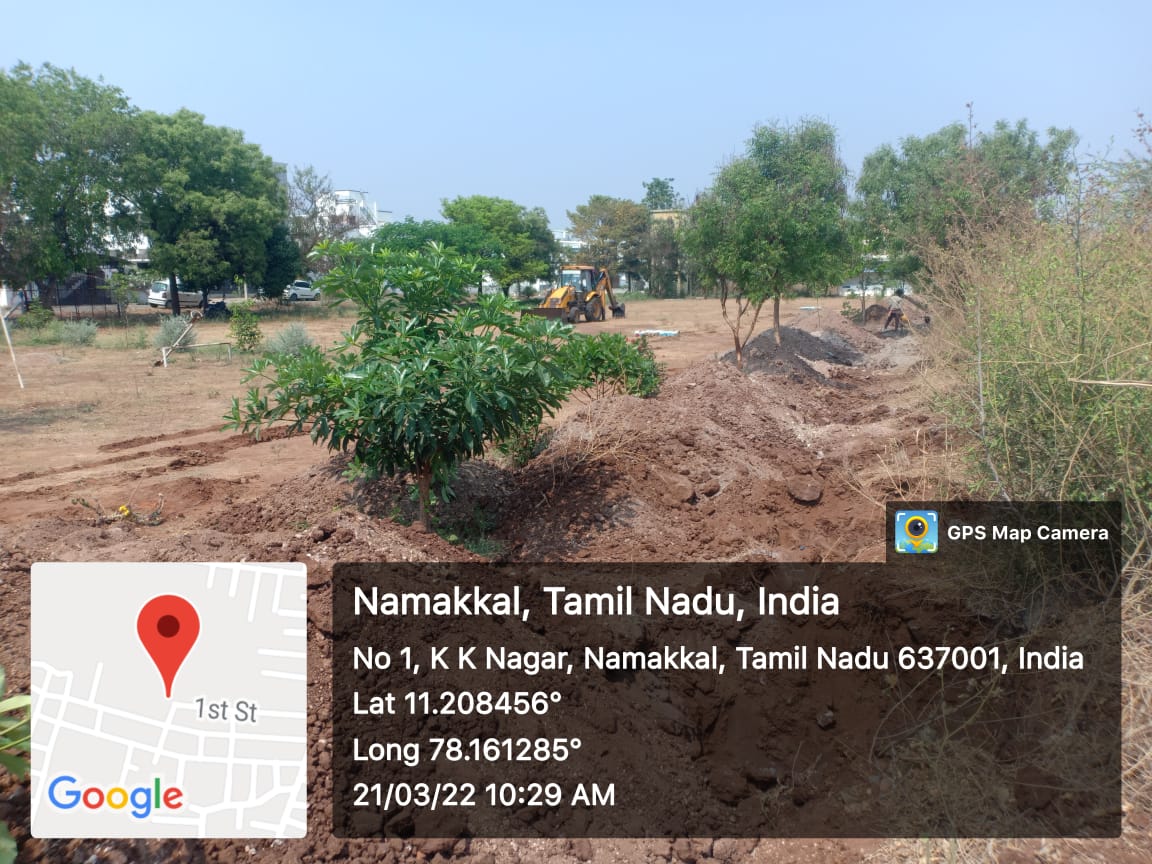 GPS Map Camera
Namakkal, Tamil Nadu, India
No 1, K K Nagar, Namakkal, Tamil Nadu 637001, India
Lat 11.208456°
Long 78.161285°
21/03/22 10:29 AM
1st St
Google